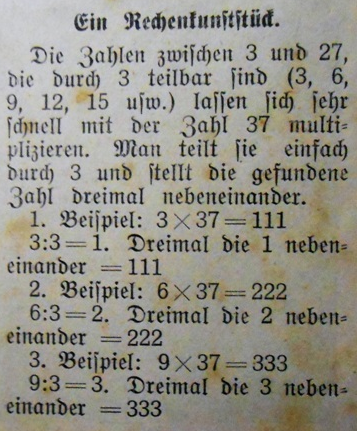 Ein Rechenkunststück.
Die Zahlen zwischen 3 und 27,
die durch 3 teilbar sind (3, 6,
9, 12, 15 usw.) lassen sich sehr
schnell mit der Zahl 37 multi-
plizieren. Man teilt sie einfach
durch 3 und stellt die gefundene
Zahl dreimal nebeneinander.
1. Beispiel: 3×37=111
3:3=1. Dreimal die 1 neben-
einander =111
2. Beispiel: 6×37=222
6:3=2. Dreimal die 2 neben-
einander =222
3. Beispiel: 9×37=333
9:3=3. Dreimal die 3 neben-
einander =333